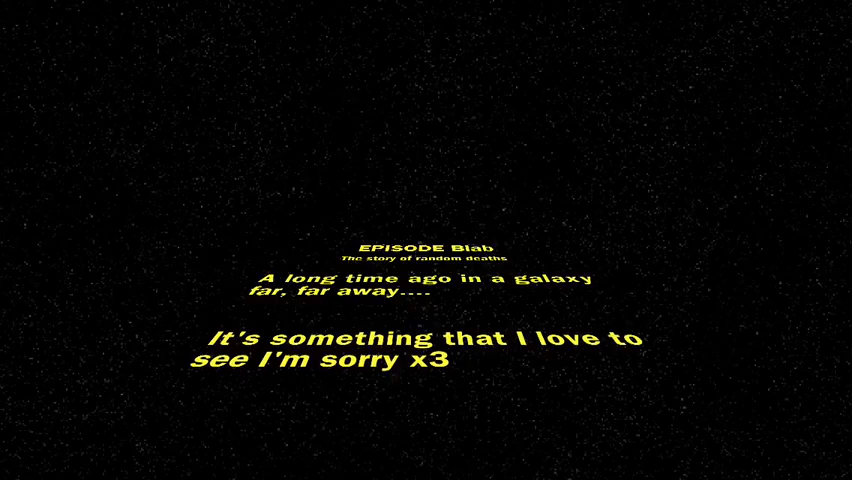 EPISODE Blab
The story of random deaths
A long time ago in a galaxy
far, far away....
It's something that I love to
see I'm sorry x3